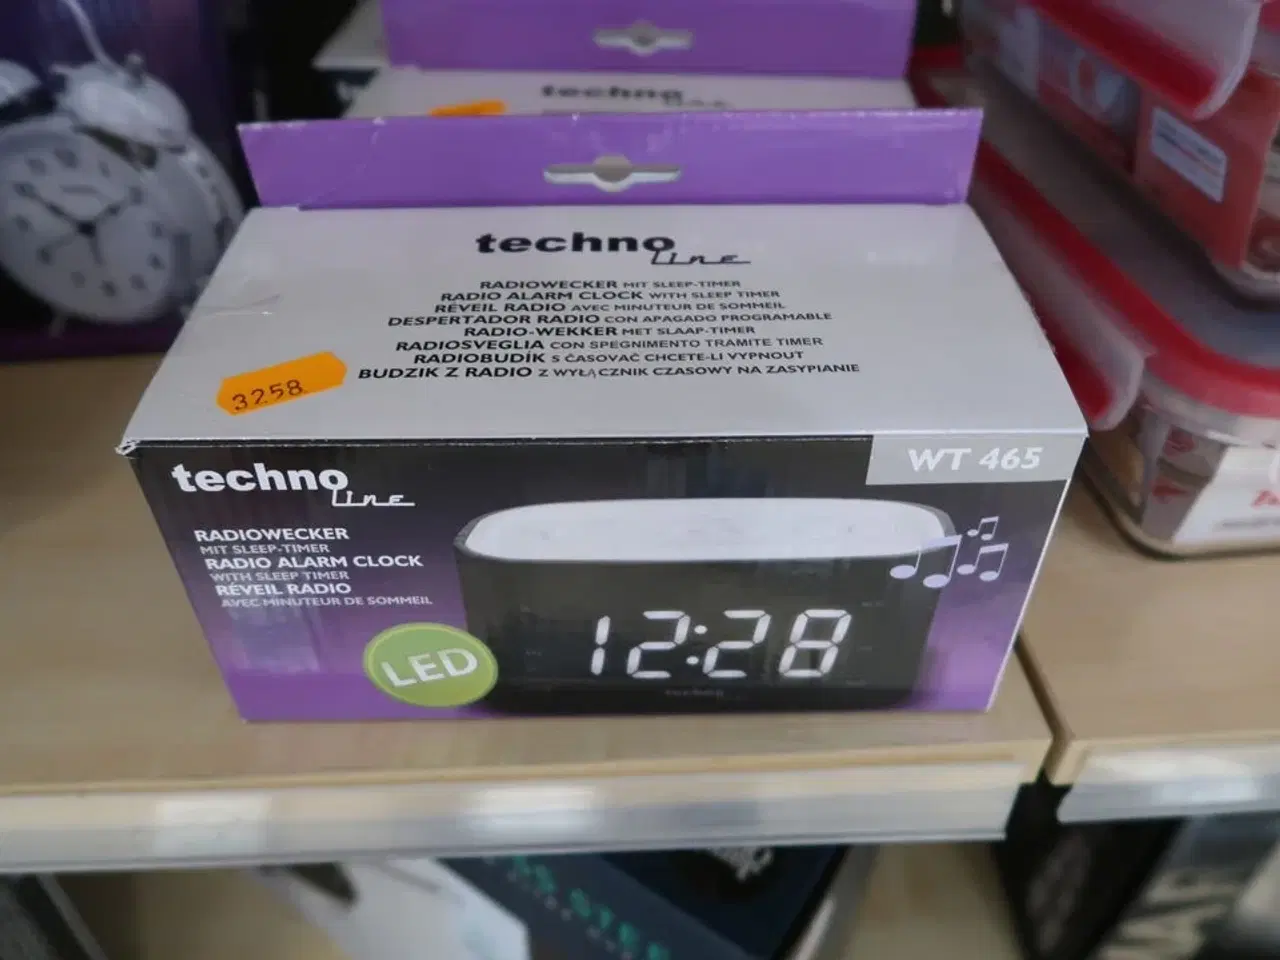 techno
line
techno
line
RADIOWECKER MIT SLEEP-TIMER
RADIO ALARM CLOCK WITH SLEEP TIMER
RÉVEIL RADIO AVEC MINUTEUR DE SOMMEIL
DESPERTADOR RADIO CON APAGADO PROGRAMABLE
RADIO-WEKKER MET SLAAP-TIMER
RADIOSVEGLIA CON SPEGNIMENTO TRAMITE TIMER
RADIOBUDÍK S ČASOVAČ CHCETE-LI VYPNOUT
BUDZIK Z RADIO Z WYŁĄCZNIK CZASOWY NA ZASYPIANIE
3258
techno
line
WT 465
RADIOWECKER
MIT SLEEP-TIMER
RADIO ALARM CLOCK
WITH SLEEP TIMER
RÉVEIL RADIO
AVEC MINUTEUR DE SOMMEIL
LED
12:28
techno